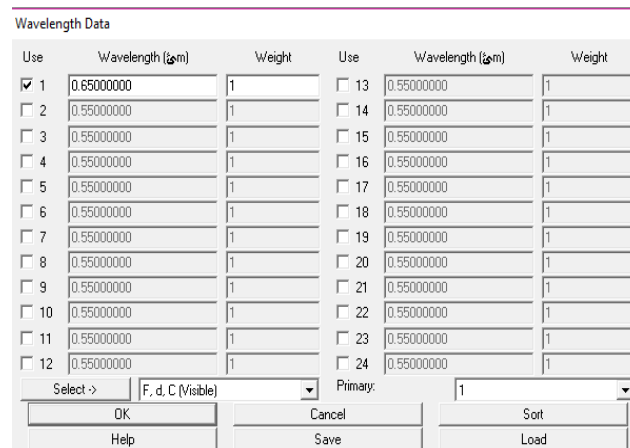 Wavelength Data
Use Wavelength Weight Use Wavelength Weight
1 0.65000000 1 13 0.55000000 1
2 0.55000000 1 14 0.55000000 1
3 0.55000000 1 15 0.55000000 1
4 0.55000000 1 16 0.55000000 1
5 0.55000000 1 17 0.55000000 1
6 0.55000000 1 18 0.55000000 1
7 0.55000000 1 19 0.55000000 1
8 0.55000000 1 20 0.55000000 1
9 0.55000000 1 21 0.55000000 1
10 0.55000000 1 22 0.55000000 1
11 0.55000000 1 23 0.55000000 1
12 0.55000000 1 24 0.55000000 1
Select -> F, d, C (Visible) Primary: 1
OK Cancel Sort
Help Save Load